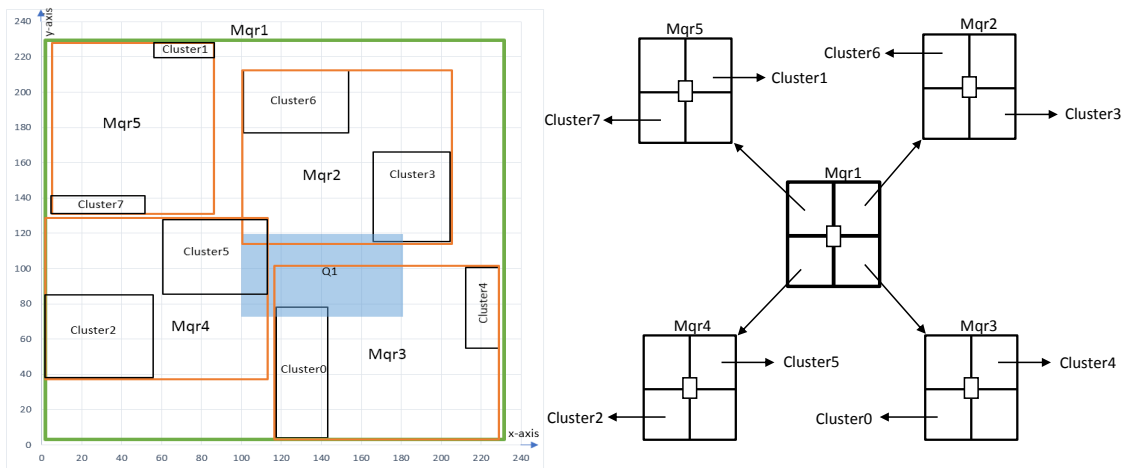 y-axis
240
220
200
180
160
140
120
100
80
60
40
20
0
0 20 40 60 80 100 120 140 160 180 200 220 240
x-axis
Mqr1
Cluster1
Cluster6
Mqr5
Mqr2
Cluster3
Cluster7
Cluster5
Q1
Cluster4
Cluster2
Mqr4
Mqr3
Cluster0
Mqr5
Cluster1
Cluster7
Mqr2
Cluster6
Cluster3
Mqr1
Mqr4
Cluster5
Cluster2
Mqr3
Cluster4
Cluster0